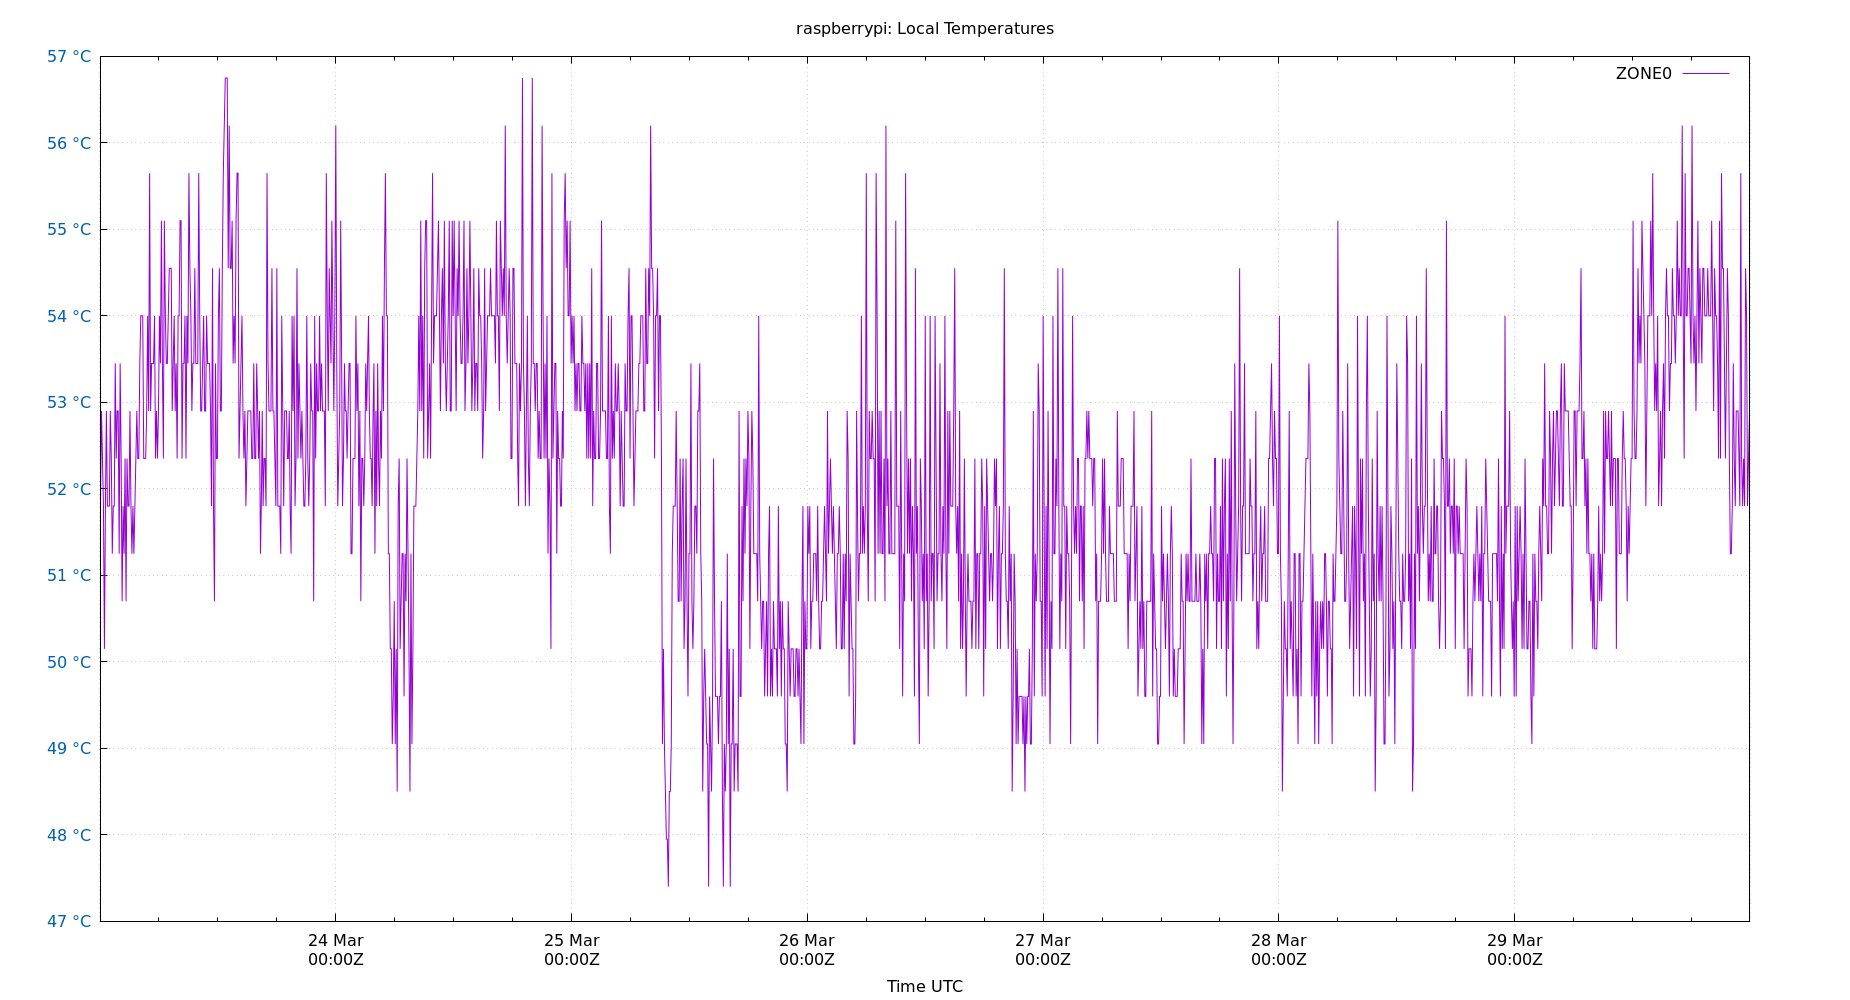 raspberrypi: Local Temperatures
57 °C
ZONE0
56 °C
55 °C
54 °C
53 °C
52 °C
51 °C
50 °C
49 °C
48 °C
47 °C
24 Mar 25 Mar 26 Mar 27 Mar 28 Mar 29 Mar
00:00Z 00:00Z 00:00Z 00:00Z 00:00Z 00:00Z
Time UTC